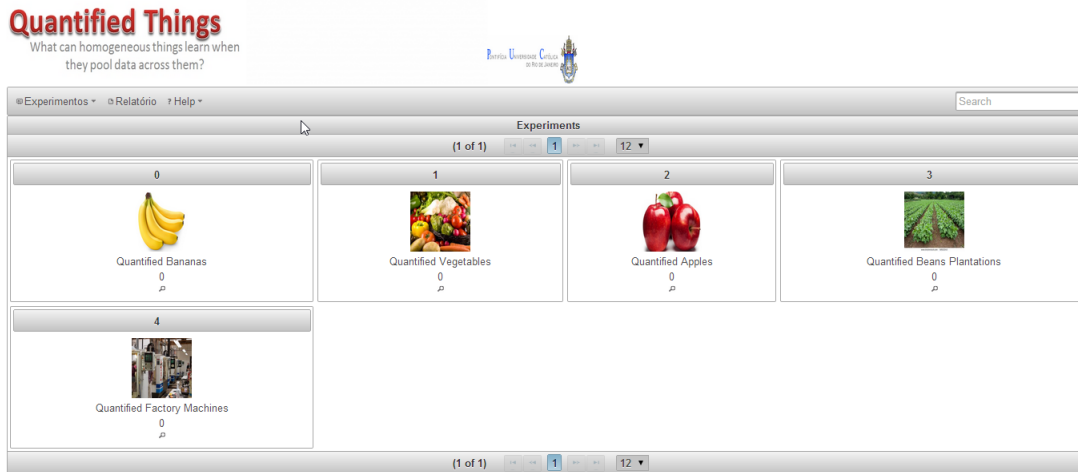 Quantified Things
What can homogeneous things learn when
they pool data across them?
Pontifícia Universidade Católica
do Rio de Janeiro
Experimentos
Relatório
? Help
Search
Experiments
(1 of 1) 1 12
0
1
2
3
Quantified Bananas
Quantified Vegetables
Quantified Apples
Quantified Beans Plantations
0
0
0
0
4
Quantified Factory Machines
0
(1 of 1) 1 12